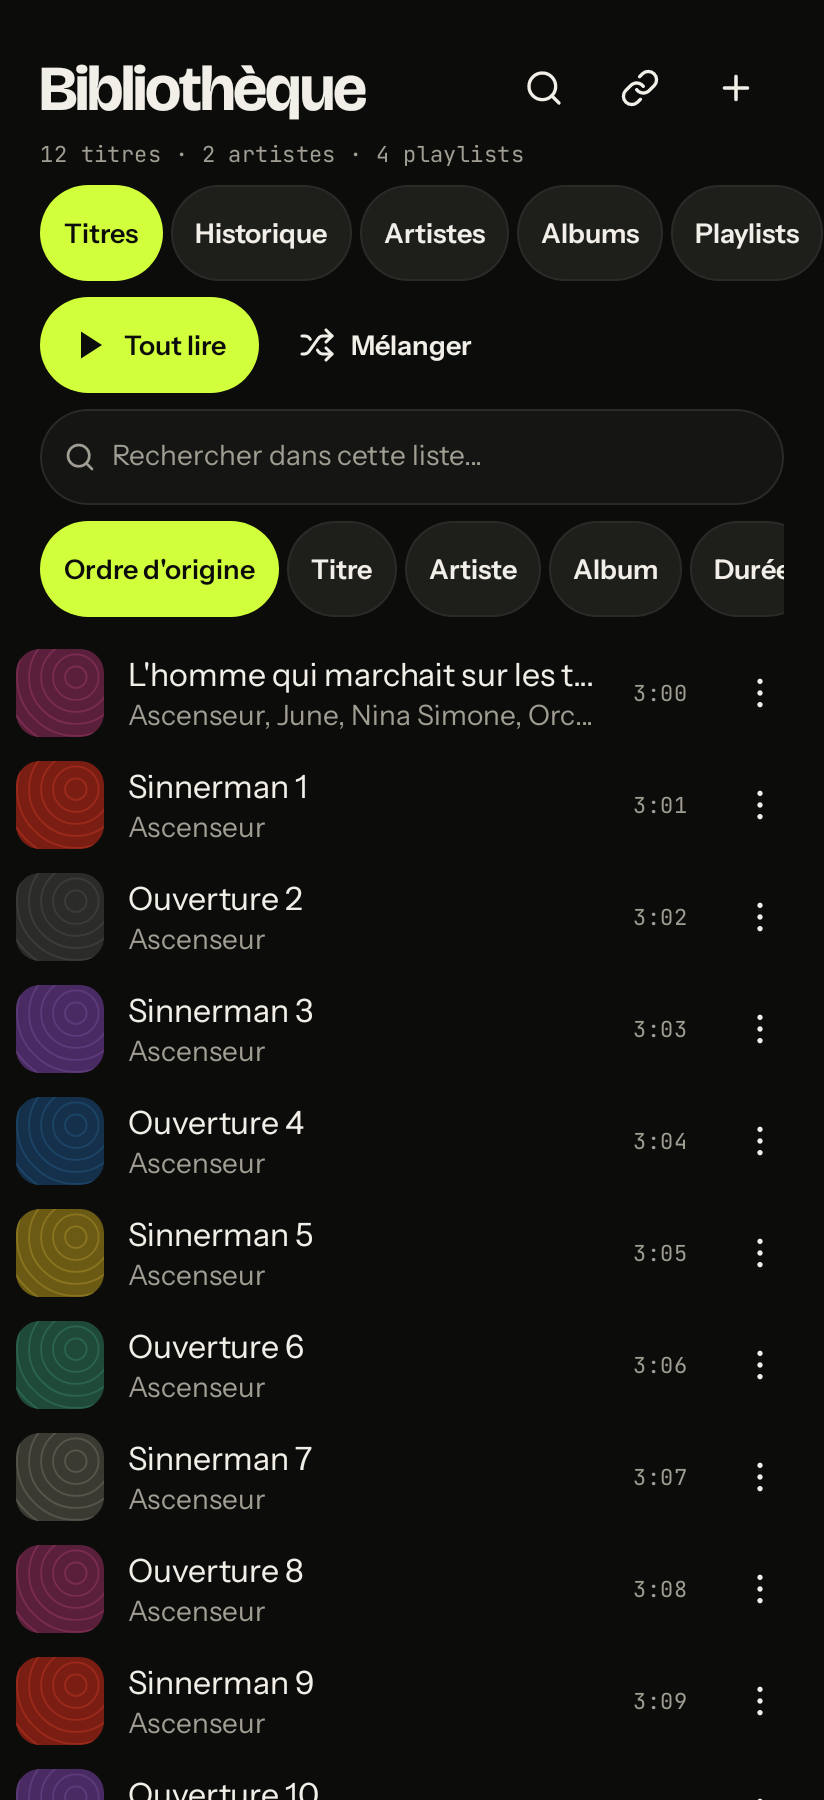 Bibliothèque
12 titres · 2 artistes · 4 playlists
Titres Historique Artistes Albums Playlists
Tout lire Mélanger
Rechercher dans cette liste...
Ordre d'origine Titre Artiste Album Durée
L'homme qui marchait sur les t...
3:00
Ascenseur, June, Nina Simone, Orc...
Sinnerman 1
3:01
Ascenseur
Ouverture 2
3:02
Ascenseur
Sinnerman 3
3:03
Ascenseur
Ouverture 4
3:04
Ascenseur
Sinnerman 5
3:05
Ascenseur
Ouverture 6
3:06
Ascenseur
Sinnerman 7
3:07
Ascenseur
Ouverture 8
3:08
Ascenseur
Sinnerman 9
3:09
Ascenseur
Ouverture 10